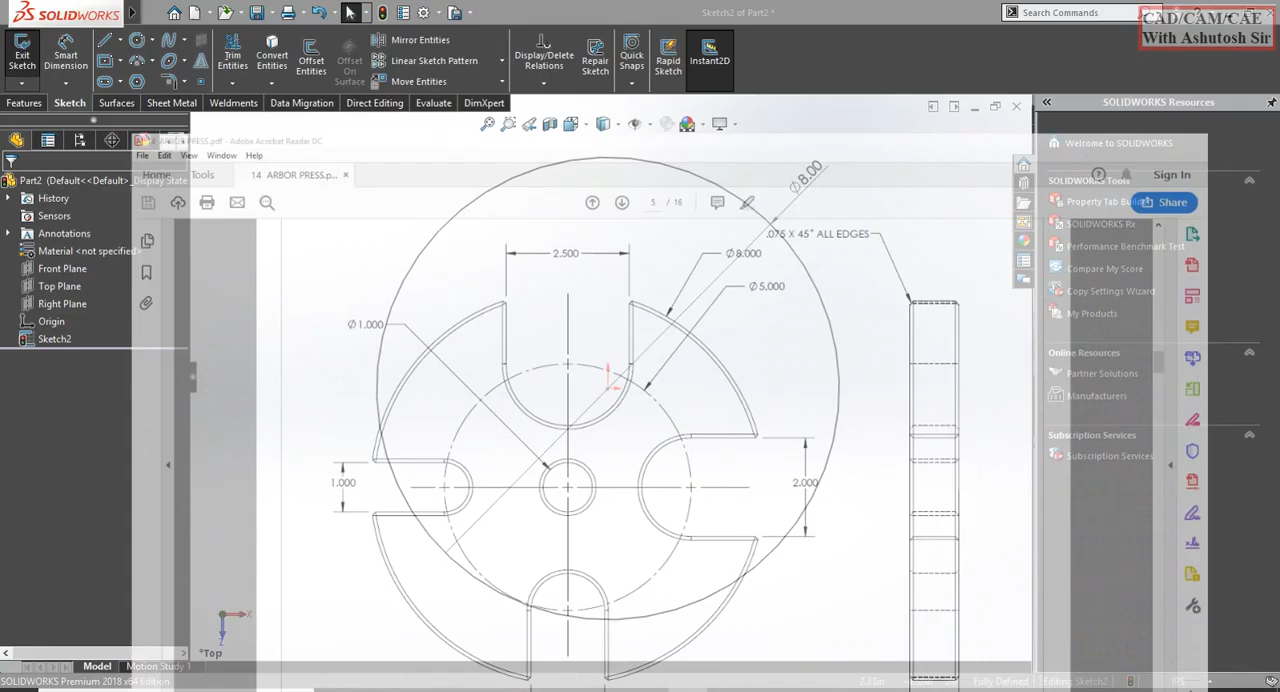 SOLIDWORKS
Sketch2 of Part2 *
Search Commands
CAD/CAM/CAE
With Ashutosh Sir
Exit Sketch
Smart Dimension
Trim Entities
Convert Entities
Offset Entities
Offset On Surface
Mirror Entities
Linear Sketch Pattern
Move Entities
Display/Delete Relations
Repair Sketch
Quick Snaps
Rapid Sketch
Instant2D
Features
Sketch
Surfaces
Sheet Metal
Weldments
Data Migration
Direct Editing
Evaluate
DimXpert
SOLIDWORKS Resources
ARBOR PRESS.pdf - Adobe Acrobat Reader DC
File Edit View Window Help
Home Tools
14 ARBOR PRESS.p...
Sign In
5 / 16
Share
Part2 (Default<<Default>_Display State
History
Sensors
Annotations
Material <not specified>
Front Plane
Top Plane
Right Plane
Origin
Sketch2
Welcome to SOLIDWORKS
SOLIDWORKS Tools
Property Tab Build
SOLIDWORKS Rx
Performance Benchmark Test
Compare My Score
Copy Settings Wizard
My Products
Online Resources
Partner Solutions
Manufacturers
Subscription Services
Subscription Services
Ø8.00
.075 X 45° ALL EDGES
2.500
Ø8.000
Ø5.000
Ø1.000
1.000
2.000
*Top
Model
Motion Study 1
SOLIDWORKS Premium 2018 x64 Edition
Fully Defined
Editing Sketch2
IPS